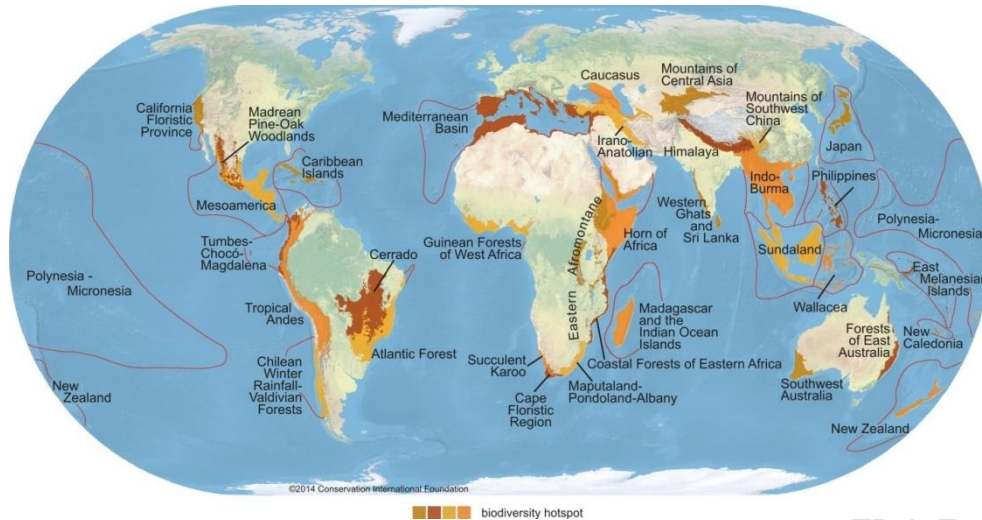 California
Floristic
Province
Madrean
Pine-Oak
Woodlands
Caribbean
Islands
Mesoamerica
Tumbes-
Chocó-
Magdalena
Polynesia -
Micronesia
Tropical
Andes
Cerrado
Atlantic Forest
Chilean
Winter
Rainfall-
Valdivian
Forests
New
Zealand
Mediterranean
Basin
Caucasus
Irano-
Anatolian
Mountains of
Central Asia
Mountains of
Southwest
China
Himalaya
Japan
Indo-
Burma
Philippines
Western
Ghats
and
Sri Lanka
Polynesia-
Micronesia
Guinean Forests
of West Africa
Eastern Afromontane
Horn of
Africa
Sundaland
Wallacea
East
Melanesian
Islands
Madagascar
and the
Indian Ocean
Islands
Coastal Forests of Eastern Africa
Succulent
Karoo
Cape
Floristic
Region
Maputaland-
Pondoland-Albany
Forests
of East
Australia
New
Caledonia
Southwest
Australia
New Zealand
©2014 Conservation International Foundation
biodiversity hotspot